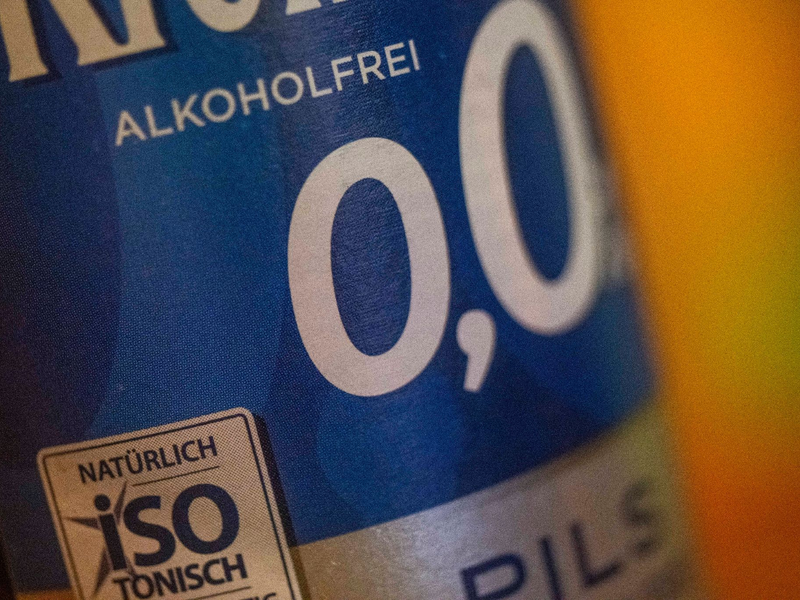 ALKOHOLFREI
0,0
NATÜRLICH
iSO
TONISCH
PILS